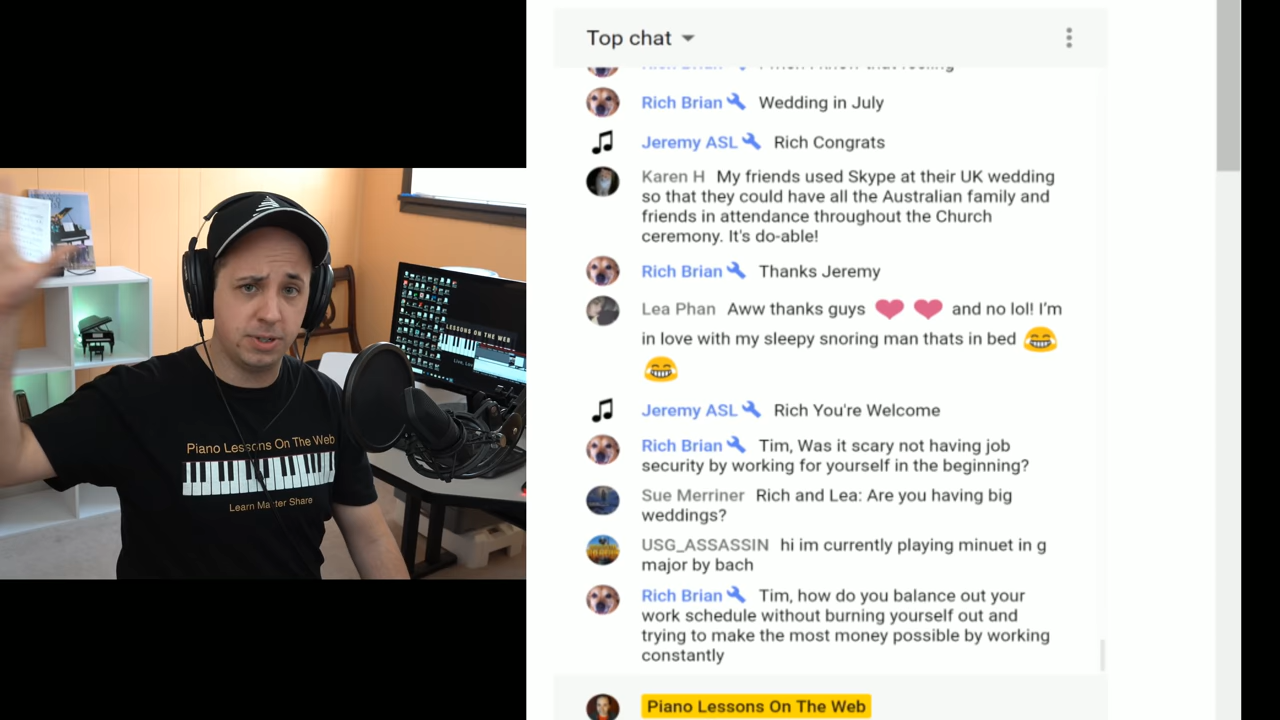 Top chat
Rich Brian
Rich Brian Wedding in July
Jeremy ASL Rich Congrats
Karen H My friends used Skype at their UK wedding
so that they could have all the Australian family and
friends in attendance throughout the Church
ceremony. It's do-able!
Rich Brian Thanks Jeremy
Lea Phan Aww thanks guys ❤️ ❤️ and no lol! I'm
in love with my sleepy snoring man thats in bed 😂
😂
Jeremy ASL Rich You're Welcome
Rich Brian Tim, Was it scary not having job
security by working for yourself in the beginning?
Sue Merriner Rich and Lea: Are you having big
weddings?
USG_ASSASSIN hi im currently playing minuet in g
major by bach
Rich Brian Tim, how do you balance out your
work schedule without burning yourself out and
trying to make the most money possible by working
constantly
Piano Lessons On The Web
LESSONS ON THE WEB
Piano Lessons On The Web
Learn Master Share